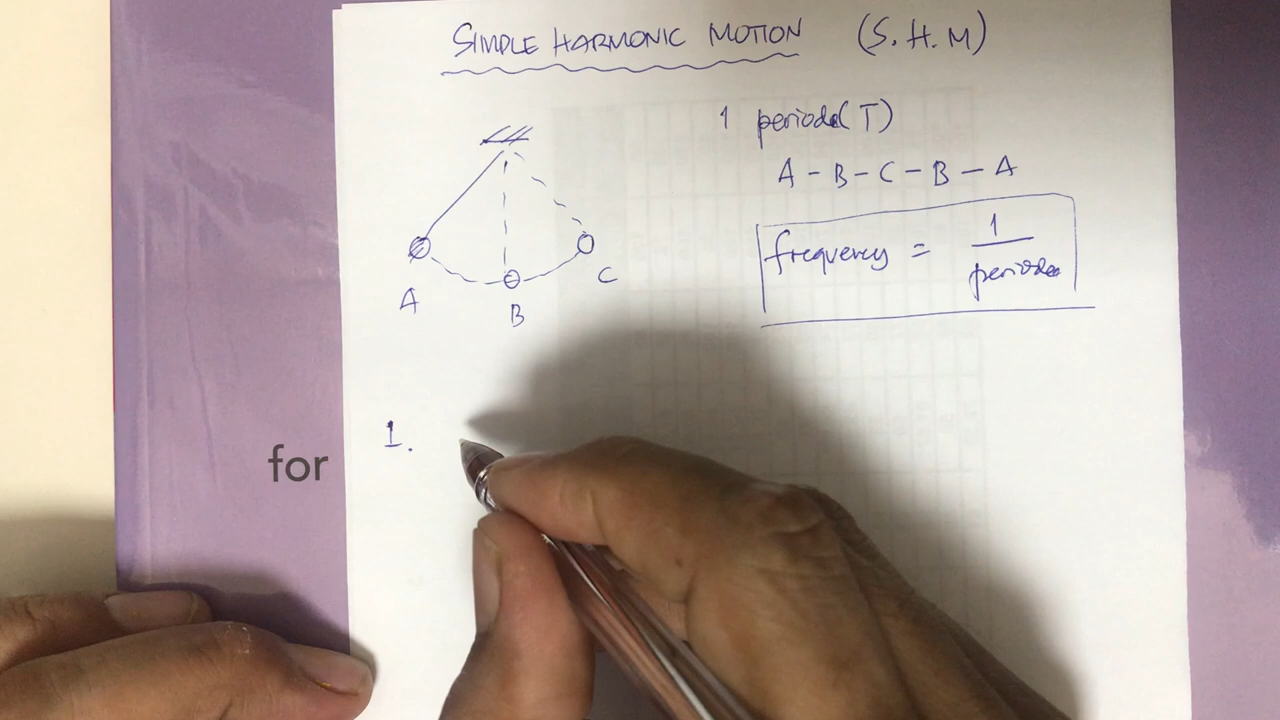 SIMPLE HARMONIC MOTION (S.H.M)
1 periode (T)
A - B - C - B - A
frequency = 1
periode
A
B
C
1.
for